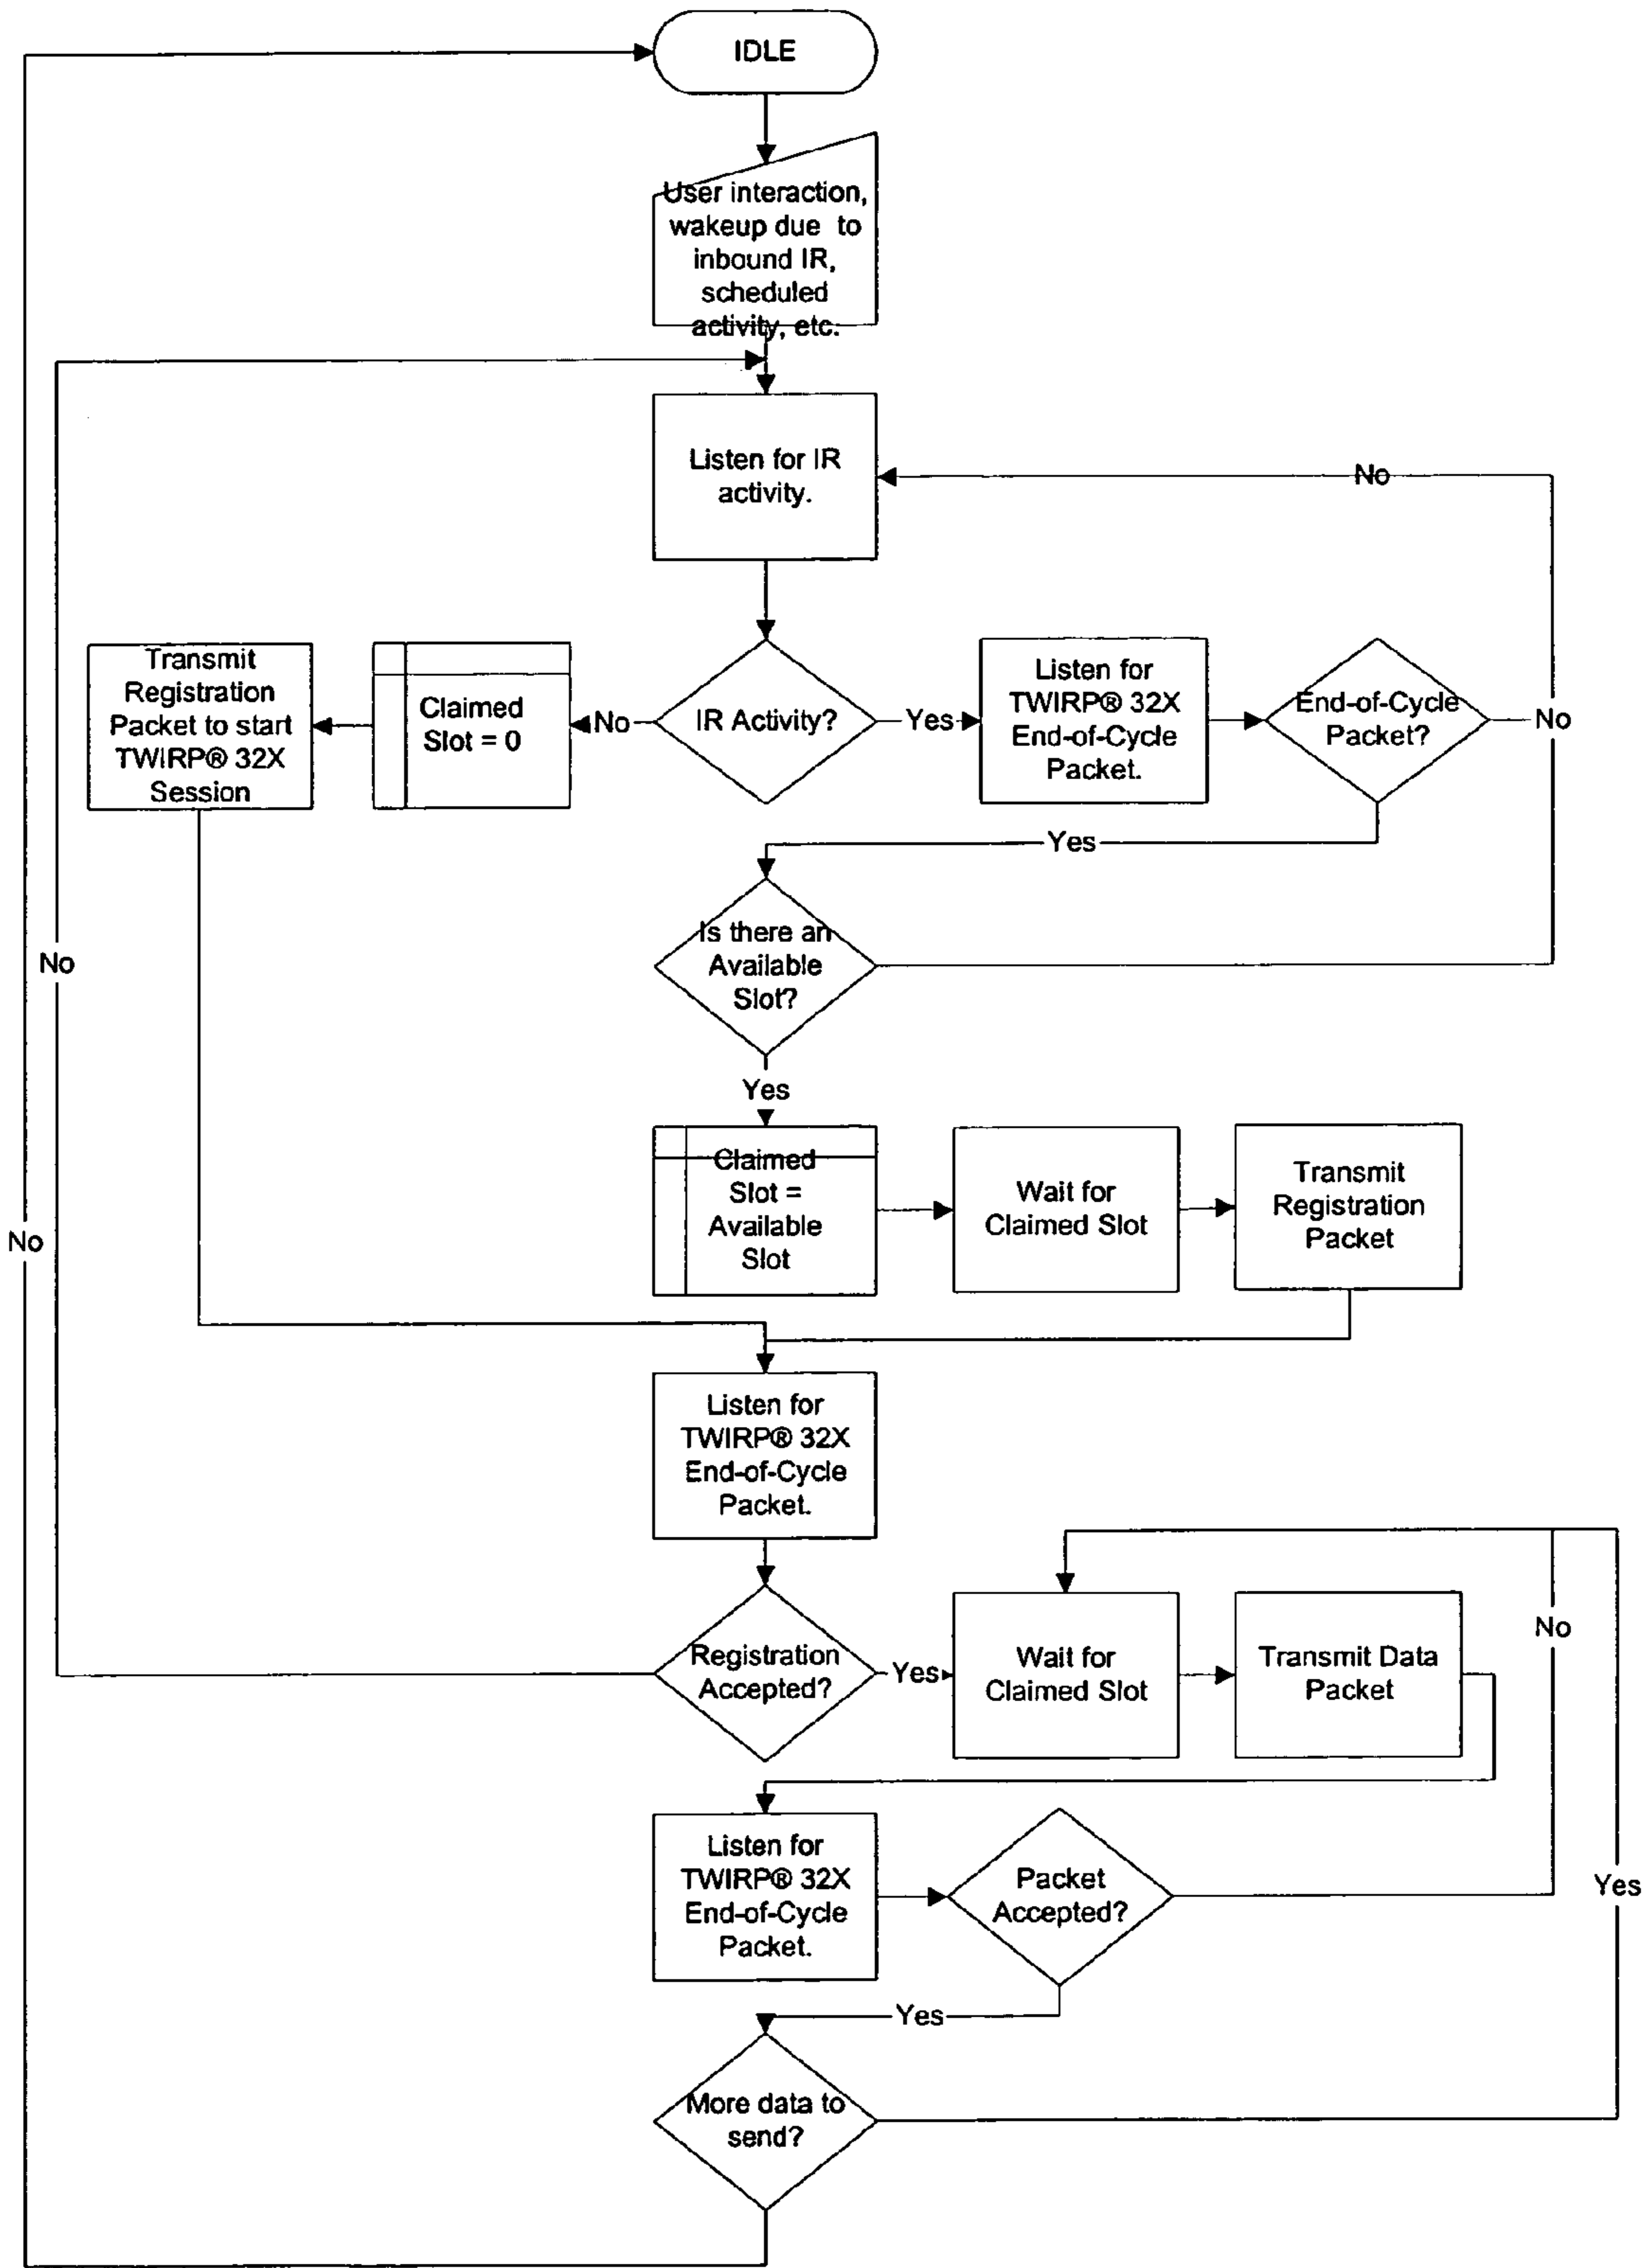 IDLE
User interaction,
wakeup due to
inbound IR,
scheduled
activity, etc.
Listen for IR
activity.
No
Transmit
Registration
Packet to start
TWIRP® 32X
Session
Claimed
Slot = 0
No
IR Activity?
Yes
Listen for
TWIRP® 32X
End-of-Cycle
Packet.
End-of-Cycle
Packet?
No
Yes
Is there an
Available
Slot?
No
Yes
Claimed
Slot =
Available
Slot
Wait for
Claimed Slot
Transmit
Registration
Packet
No
Listen for
TWIRP® 32X
End-of-Cycle
Packet.
Registration
Accepted?
Yes
Wait for
Claimed Slot
Transmit Data
Packet
No
Listen for
TWIRP® 32X
End-of-Cycle
Packet.
Packet
Accepted?
Yes
Yes
More data to
send?